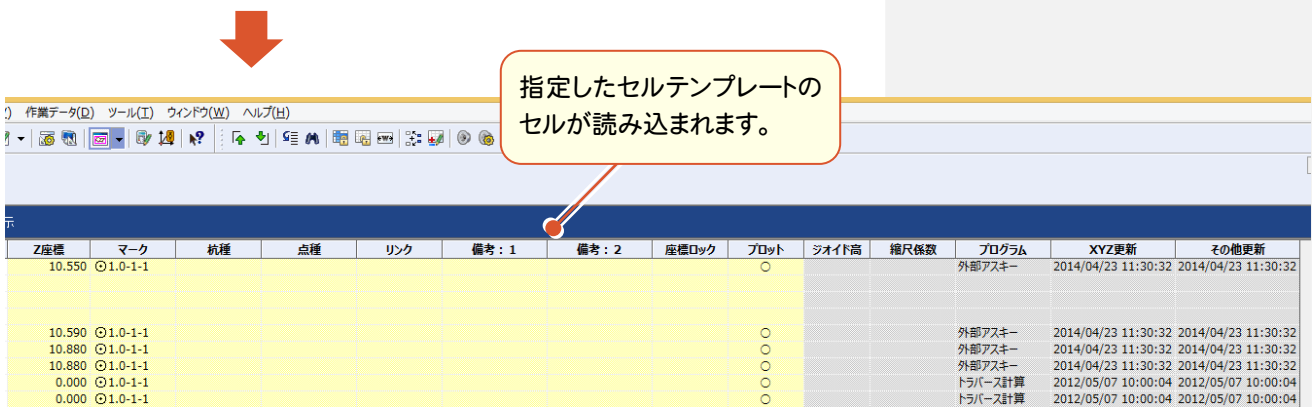 指定したセルテンプレートの
セルが読み込まれます。
作業データ(D) ツール(T) ウィンドウ(W) ヘルプ(H)
示
Z座標 マーク 杭種 点種 リンク 備考：1 備考：2 座標ロック プロット ジオイド高 縮尺係数 プログラム XYZ更新 その他更新
10.550 ⊙1.0-1-1 ○ 外部アスキー 2014/04/23 11:30:32 2014/04/23 11:30:32
10.590 ⊙1.0-1-1 ○ 外部アスキー 2014/04/23 11:30:32 2014/04/23 11:30:32
10.880 ⊙1.0-1-1 ○ 外部アスキー 2014/04/23 11:30:32 2014/04/23 11:30:32
10.880 ⊙1.0-1-1 ○ 外部アスキー 2014/04/23 11:30:32 2014/04/23 11:30:32
0.000 ⊙1.0-1-1 ○ トラバース計算 2012/05/07 10:00:04 2012/05/07 10:00:04
0.000 ⊙1.0-1-1 ○ トラバース計算 2012/05/07 10:00:04 2012/05/07 10:00:04